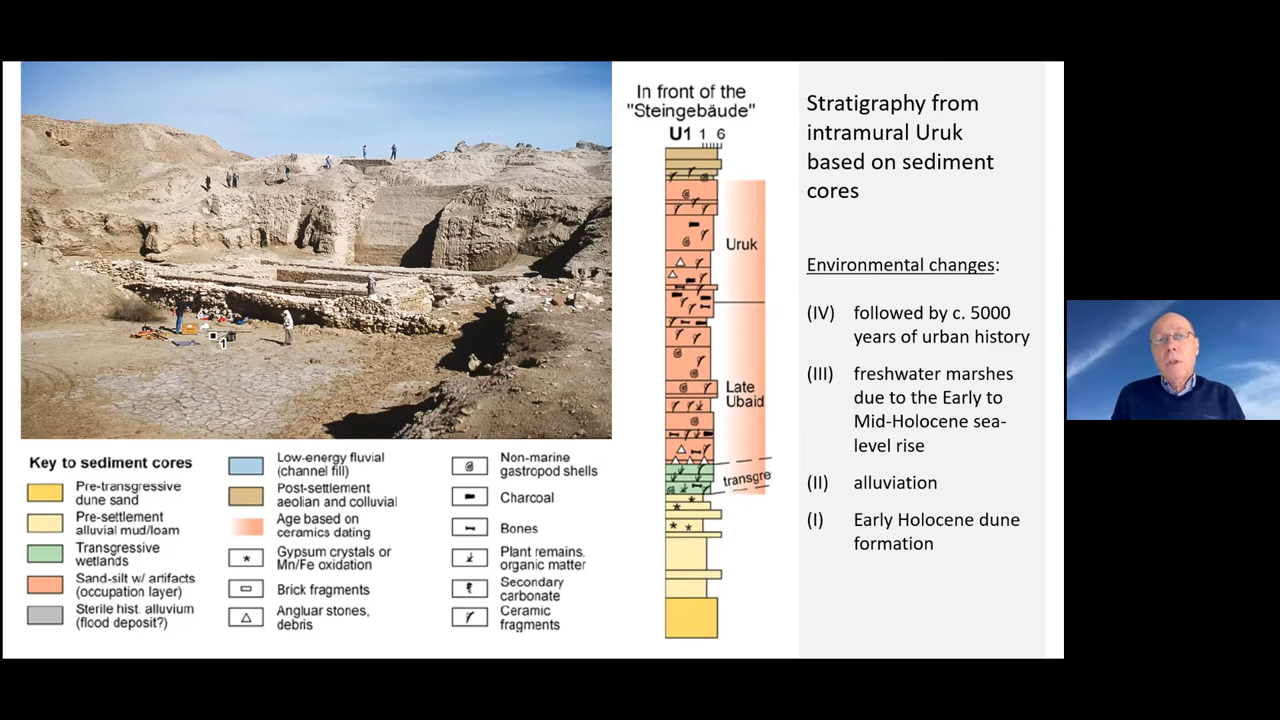 In front of the
"Steingebäude"
U1 1 6
Uruk
Late
Ubaid
transgre
1
Stratigraphy from
intramural Uruk
based on sediment
cores
Environmental changes:
(IV) followed by c. 5000
years of urban history
(III) freshwater marshes
due to the Early to
Mid-Holocene sea-
level rise
(II) alluviation
(I) Early Holocene dune
formation
Key to sediment cores
Pre-transgressive
dune sand
Pre-settlement
alluvial mud/loam
Transgressive
wetlands
Sand-silt w/ artifacts
(occupation layer)
Sterile hist. alluvium
(flood deposit?)
Low-energy fluvial
(channel fill)
Post-settlement
aeolian and colluvial
Age based on
ceramics dating
Gypsum crystals or
Mn/Fe oxidation
Brick fragments
Angluar stones,
debris
Non-marine
gastropod shells
Charcoal
Bones
Plant remains,
organic matter
Secondary
carbonate
Ceramic
fragments